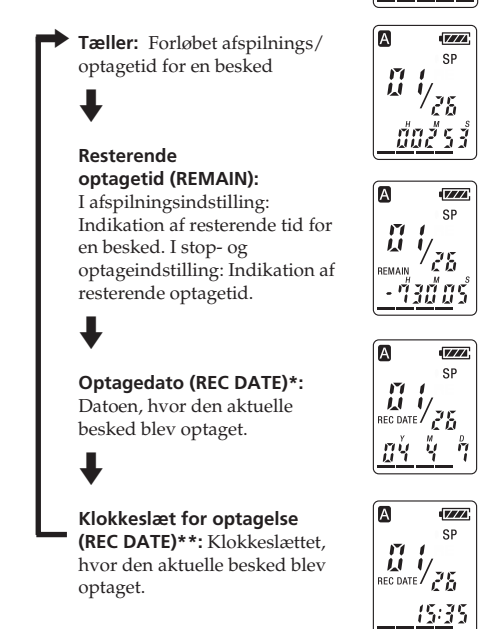 Tæller: Forløbet afspilnings/
optagetid for en besked
A
SP
01/26
H M S
00253
Resterende
optagetid (REMAIN):
I afspilningsindstilling:
Indikation af resterende tid for
en besked. I stop- og
optageindstilling: Indikation af
resterende optagetid.
A
SP
01/26
REMAIN
H M S
-73005
Optagedato (REC DATE)*:
Datoen, hvor den aktuelle
besked blev optaget.
A
SP
01/26
REC DATE
Y M D
04 4 7
Klokkeslæt for optagelse
(REC DATE)**: Klokkeslættet,
hvor den aktuelle besked blev
optaget.
A
SP
01/26
REC DATE
15:35